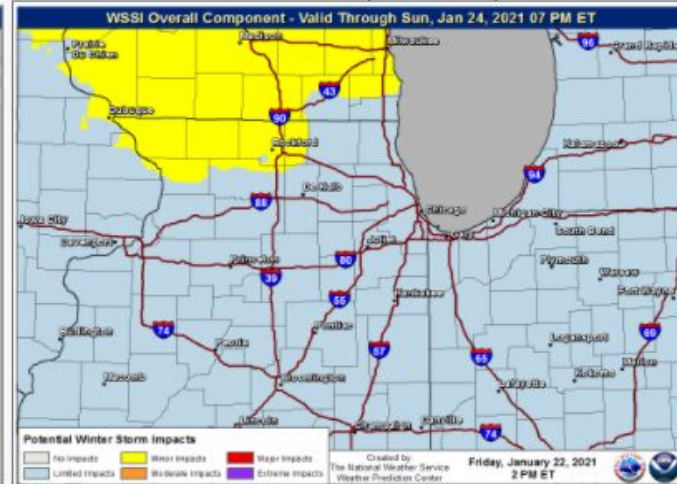 WSSI Overall Component - Valid Through Sun, Jan 24, 2021 07 PM ET
Prairie
Du Chien
Madison
Milwaukee
96
Grand Rapids
43
Dubuque
90
Rockford
Kalamazoo
94
De Kalb
88
Chicago
Michigan City
Iowa City
Gary
South Bend
Davenport
Joliet
80
Princeton
Plymouth
39
Warsaw
55
Kankakee
Fort Wayne
Burlington
74
Pontiac
Logansport
69
Peoria
57
65
Marion
Kokomo
Macomb
Bloomington
Lafayette
Lincoln
Champaign
Danville
74
Potential Winter Storm Impacts
No Impacts
Minor Impacts
Major Impacts
Limited Impacts
Moderate Impacts
Extreme Impacts
Created by
The National Weather Service
Weather Prediction Center
Friday, January 22, 2021
2 PM ET